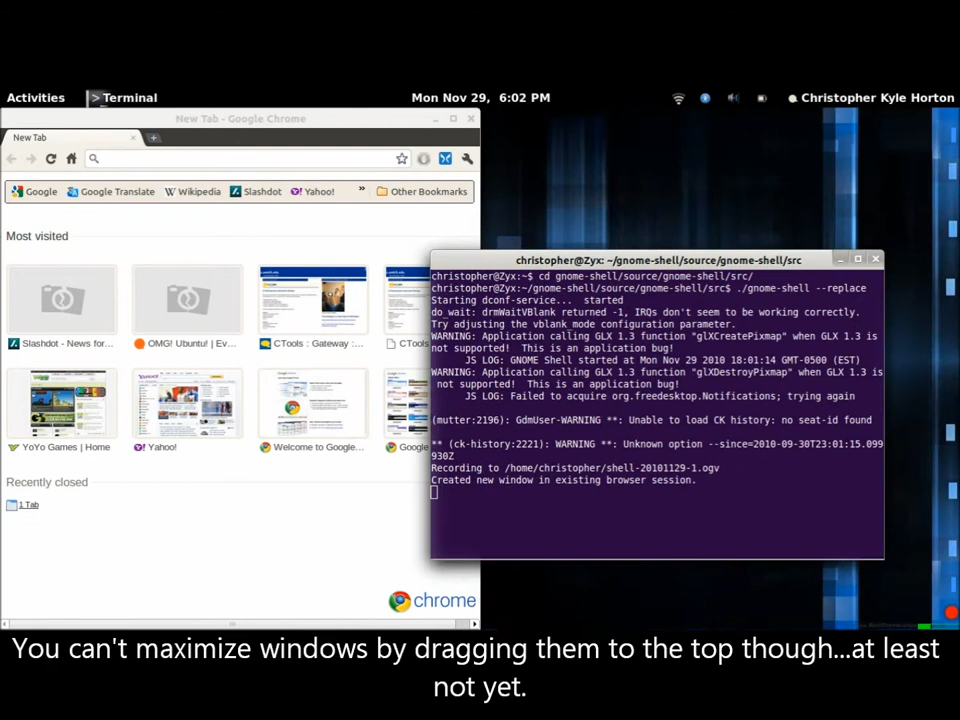 Activities
>_ Terminal
Mon Nov 29, 6:02 PM
Christopher Kyle Horton
New Tab - Google Chrome
New Tab
Google
Google Translate
Wikipedia
Slashdot
Yahoo!
»
Other Bookmarks
Most visited
Slashdot - News for...
OMG! Ubuntu! | Ev...
CTools : Gateway :...
CTools
YoYo Games | Home
Yahoo!
Welcome to Google...
Google
Recently closed
1 Tab
chrome
christopher@Zyx: ~/gnome-shell/source/gnome-shell/src
christopher@Zyx:~$ cd gnome-shell/source/gnome-shell/src/
christopher@Zyx:~/gnome-shell/source/gnome-shell/src$ ./gnome-shell --replace
Starting dconf-service... started
do_wait: drmWaitVBlank returned -1, IRQs don't seem to be working correctly.
Try adjusting the vblank_mode configuration parameter.
WARNING: Application calling GLX 1.3 function "glXCreatePixmap" when GLX 1.3 is
not supported!  This is an application bug!
JS LOG: GNOME Shell started at Mon Nov 29 2010 18:01:14 GMT-0500 (EST)
WARNING: Application calling GLX 1.3 function "glXDestroyPixmap" when GLX 1.3 is
not supported!  This is an application bug!
JS LOG: Failed to acquire org.freedesktop.Notifications; trying again
(mutter:2196): GdmUser-WARNING **: Unable to load CK history: no seat-id found
** (ck-history:2221): WARNING **: Unknown option --since=2010-09-30T23:01:15.099
930Z
Recording to /home/christopher/shell-20101129-1.ogv
Created new window in existing browser session.
You can't maximize windows by dragging them to the top though...at least
not yet.